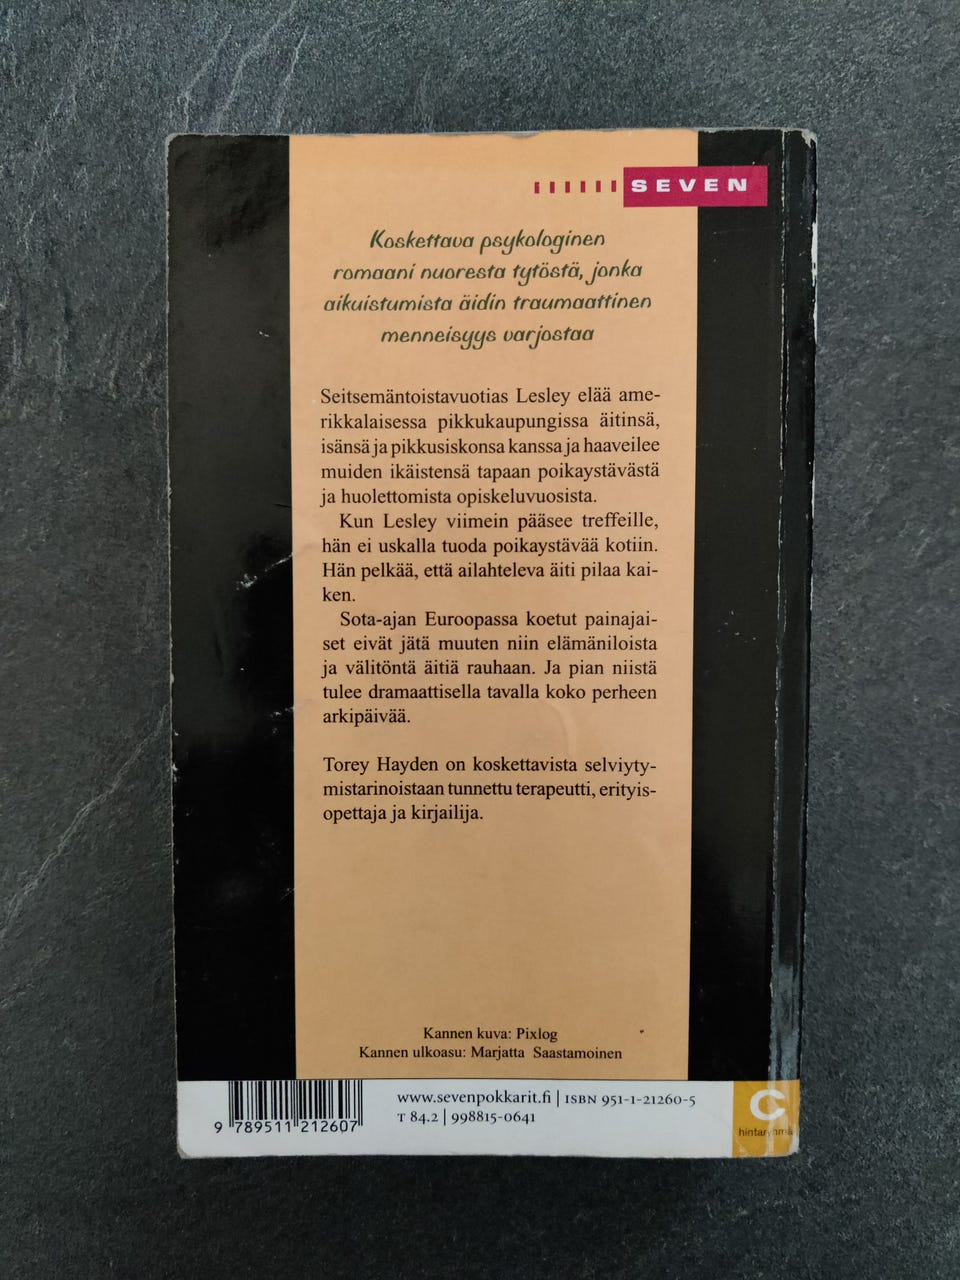 SEVEN
Koskettava psykologinen
romaani nuoresta tytöstä, jonka
aikuistumista äidin traumaattinen
menneisyys varjostaa
Seitsemäntoistavuotias Lesley elää ame-
rikkalaisessa pikkukaupungissa äitinsä,
isänsä ja pikkusiskonsa kanssa ja haaveilee
muiden ikäistensä tapaan poikaystävästä
ja huolettomista opiskeluvuosista.
Kun Lesley viimein pääsee treffeille,
hän ei uskalla tuoda poikaystävää kotiin.
Hän pelkää, että ailahteleva äiti pilaa kai-
ken.
Sota-ajan Euroopassa koetut painajai-
set eivät jätä muuten niin elämäniloista
ja välitöntä äitiä rauhaan. Ja pian niistä
tulee dramaattisella tavalla koko perheen
arkipäivää.
Torey Hayden on koskettavista selviyty-
mistarinoistaan tunnettu terapeutti, erityis-
opettaja ja kirjailija.
Kannen kuva: Pixlog
Kannen ulkoasu: Marjatta Saastamoinen
www.sevenpokkarit.fi | ISBN 951-1-21260-5
T 84.2 | 998815-0641
9 789511 212607
C
hintaryhmä